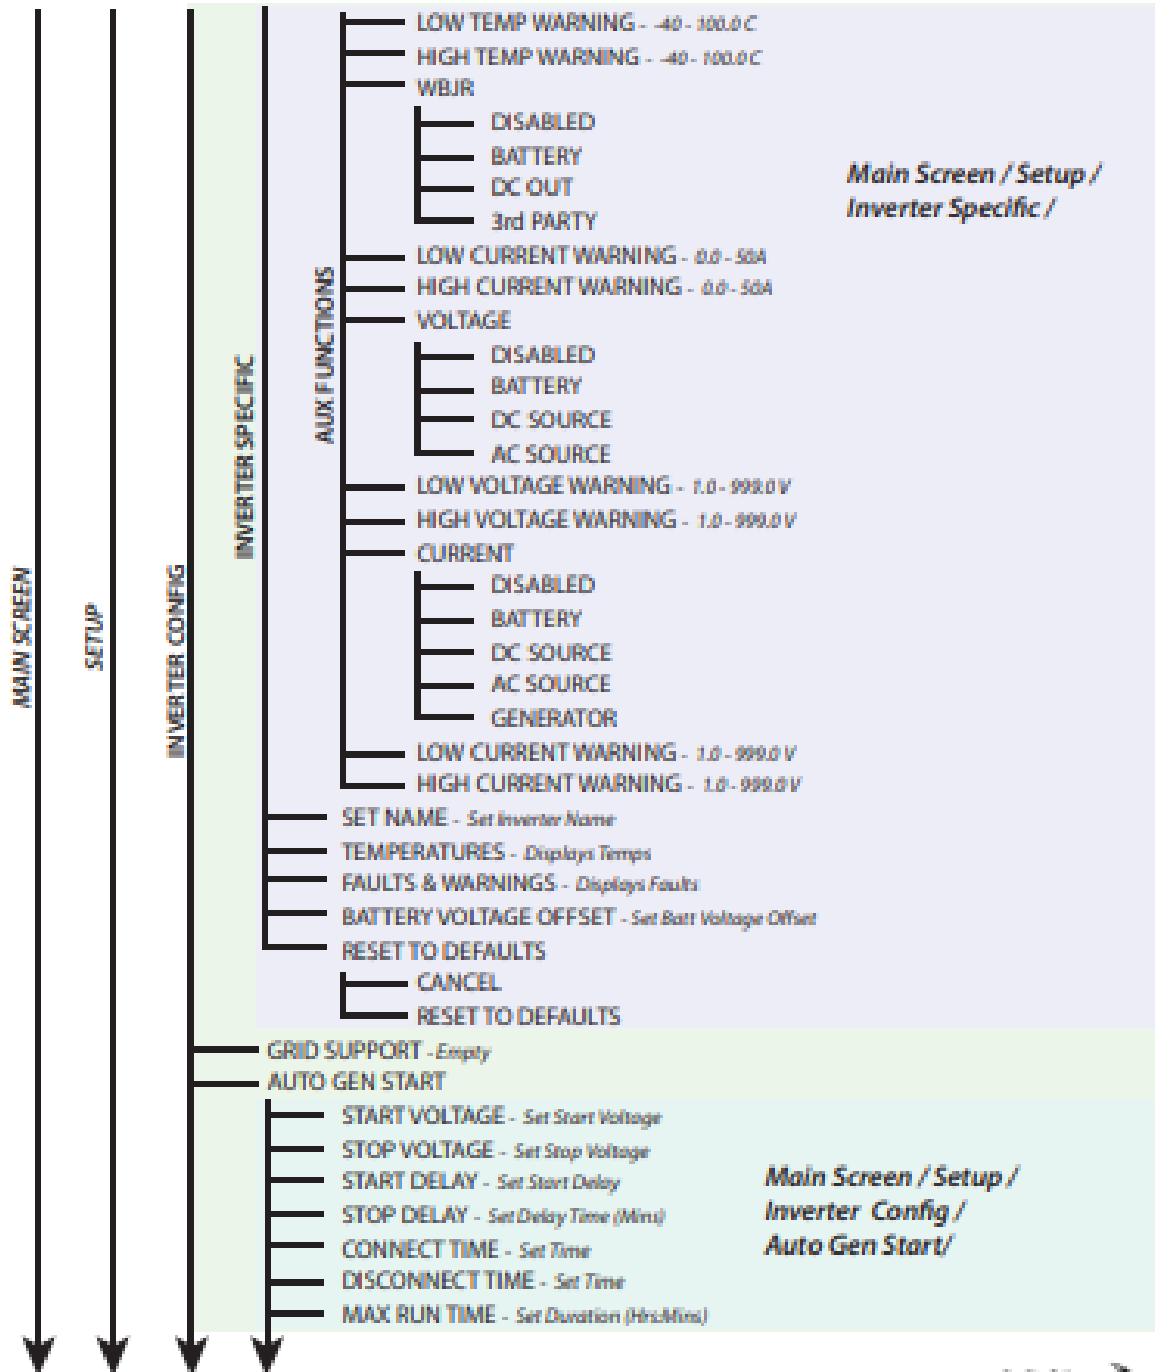 LOW TEMP WARNING - -40 - 100.0 C
HIGH TEMP WARNING - -40 - 100.0 C
WBJR
DISABLED
BATTERY
DC OUT
3rd PARTY
Main Screen / Setup /
Inverter Specific /
LOW CURRENT WARNING - 0.0 - 50A
HIGH CURRENT WARNING - 0.0 - 50A
VOLTAGE
DISABLED
BATTERY
DC SOURCE
AC SOURCE
LOW VOLTAGE WARNING - 1.0 - 999.0 V
HIGH VOLTAGE WARNING - 1.0 - 999.0 V
CURRENT
DISABLED
BATTERY
DC SOURCE
AC SOURCE
GENERATOR
LOW CURRENT WARNING - 1.0 - 999.0 V
HIGH CURRENT WARNING - 1.0 - 999.0 V
AUX FUNCTIONS
INVERTER SPECIFIC
INVERTER CONFIG
SETUP
MAIN SCREEN
SET NAME - Set Inverter Name
TEMPERATURES - Displays Temps
FAULTS & WARNINGS - Displays Faults
BATTERY VOLTAGE OFFSET - Set Batt Voltage Offset
RESET TO DEFAULTS
CANCEL
RESET TO DEFAULTS
GRID SUPPORT - Empty
AUTO GEN START
START VOLTAGE - Set Start Voltage
STOP VOLTAGE - Set Stop Voltage
START DELAY - Set Start Delay
STOP DELAY - Set Delay Time (Mins)
CONNECT TIME - Set Time
DISCONNECT TIME - Set Time
MAX RUN TIME - Set Duration (Hrs:Mins)
Main Screen / Setup /
Inverter Config /
Auto Gen Start/